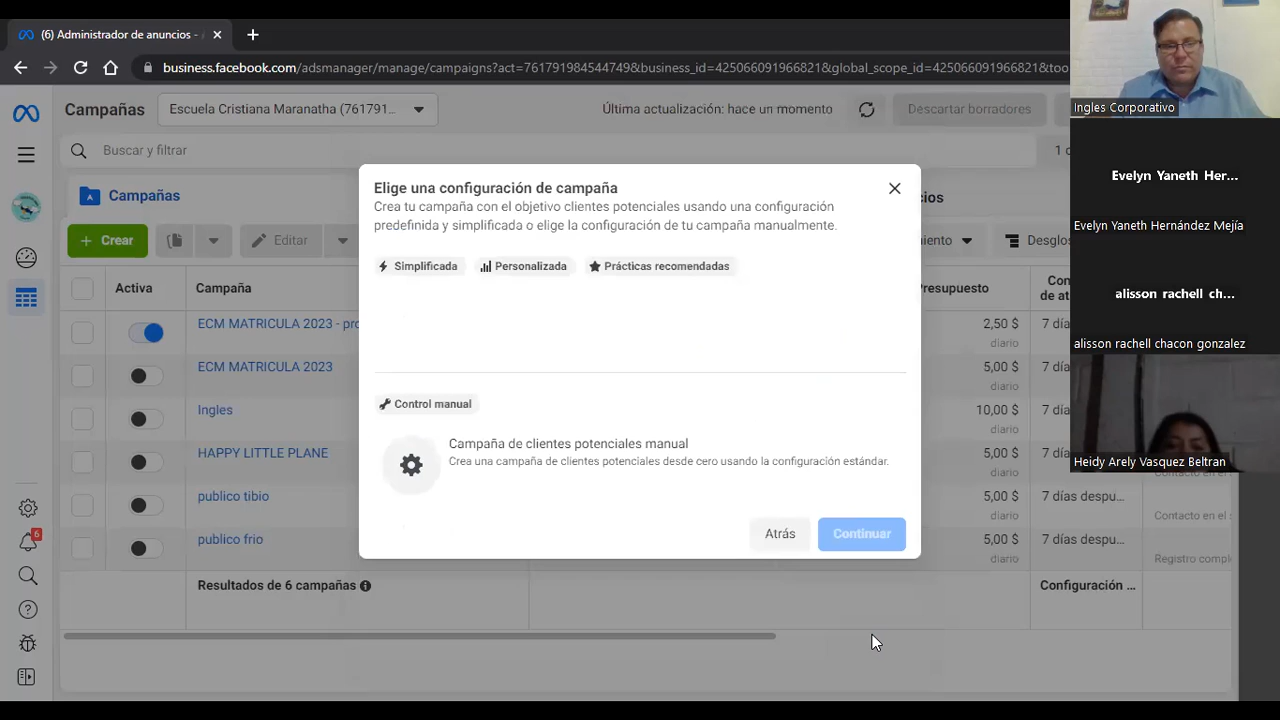 (6) Administrador de anuncios -
business.facebook.com/adsmanager/manage/campaigns?act=761791984544749&business_id=425066091966821&global_scope_id=425066091966821&too
Campañas
Escuela Cristiana Maranatha (761791...
Última actualización: hace un momento
Descartar borradores
Buscar y filtrar
Campañas
Crear
Editar
Desglos
Activa
Campaña
Presupuesto
ECM MATRICULA 2023 - pro
2,50 $
7 días
diario
ECM MATRICULA 2023
5,00 $
7 días
diario
Ingles
10,00 $
7 días
diario
HAPPY LITTLE PLANE
5,00 $
7 días
diario
Contacto en el s
publico tibio
5,00 $
7 días despu...
diario
Contacto en el s
publico frio
5,00 $
7 días despu...
diario
Registro comple
Resultados de 6 campañas
Configuración ...
6
Elige una configuración de campaña
Crea tu campaña con el objetivo clientes potenciales usando una configuración
predefinida y simplificada o elige la configuración de tu campaña manualmente.
Simplificada
Personalizada
Prácticas recomendadas
Control manual
Campaña de clientes potenciales manual
Crea una campaña de clientes potenciales desde cero usando la configuración estándar.
Atrás
Continuar
Ingles Corporativo
Evelyn Yaneth Her...
Evelyn Yaneth Hernández Mejía
alisson rachell ch...
alisson rachell chacon gonzalez
Heidy Arely Vasquez Beltran